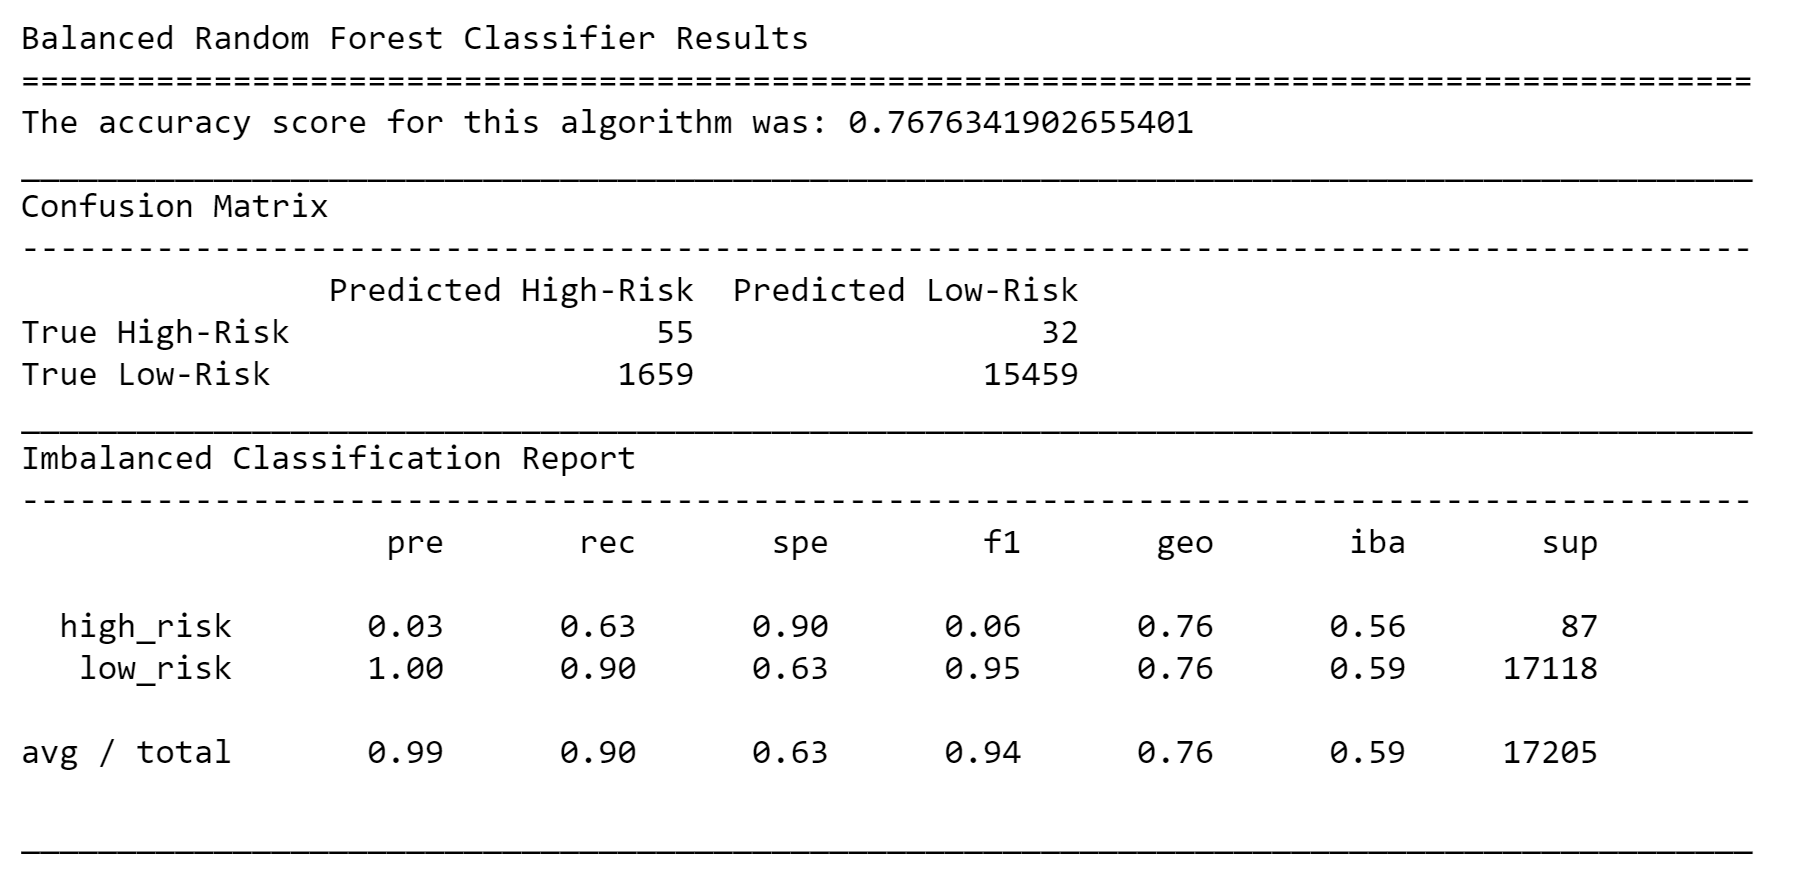 Balanced Random Forest Classifier Results
==========================================================================================
The accuracy score for this algorithm was: 0.7676341902655401
__________________________________________________________________________________________
Confusion Matrix
------------------------------------------------------------------------------------------
                Predicted High-Risk  Predicted Low-Risk
True High-Risk                   55                  32
True Low-Risk                  1659               15459
__________________________________________________________________________________________
Imbalanced Classification Report
------------------------------------------------------------------------------------------
                   pre       rec       spe        f1       geo       iba       sup
  high_risk       0.03      0.63      0.90      0.06      0.76      0.56        87
   low_risk       1.00      0.90      0.63      0.95      0.76      0.59     17118
avg / total       0.99      0.90      0.63      0.94      0.76      0.59     17205
__________________________________________________________________________________________